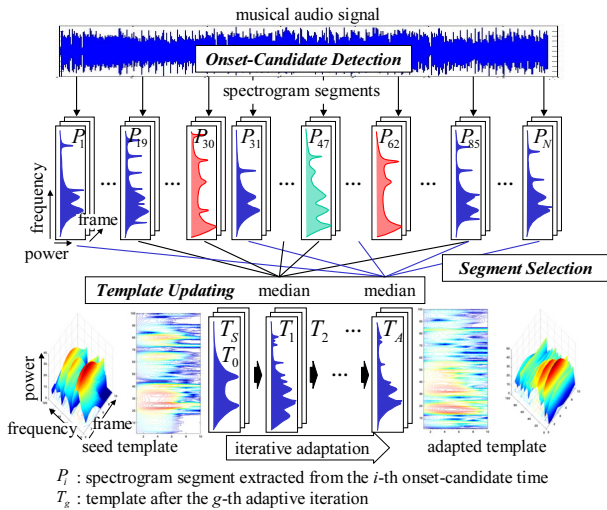 musical audio signal
Onset-Candidate Detection
spectrogram segments
P1 P19 P30 P31 P47 P62 P85 PN
... ... ... ... ...
frequency
frame
power
Segment Selection
Template Updating median median
TS T1 T2 ... TA
T0
...
power
frequency frame
seed template iterative adaptation adapted template
Pi : spectrogram segment extracted from the i-th onset-candidate time
Tg : template after the g-th adaptive iteration